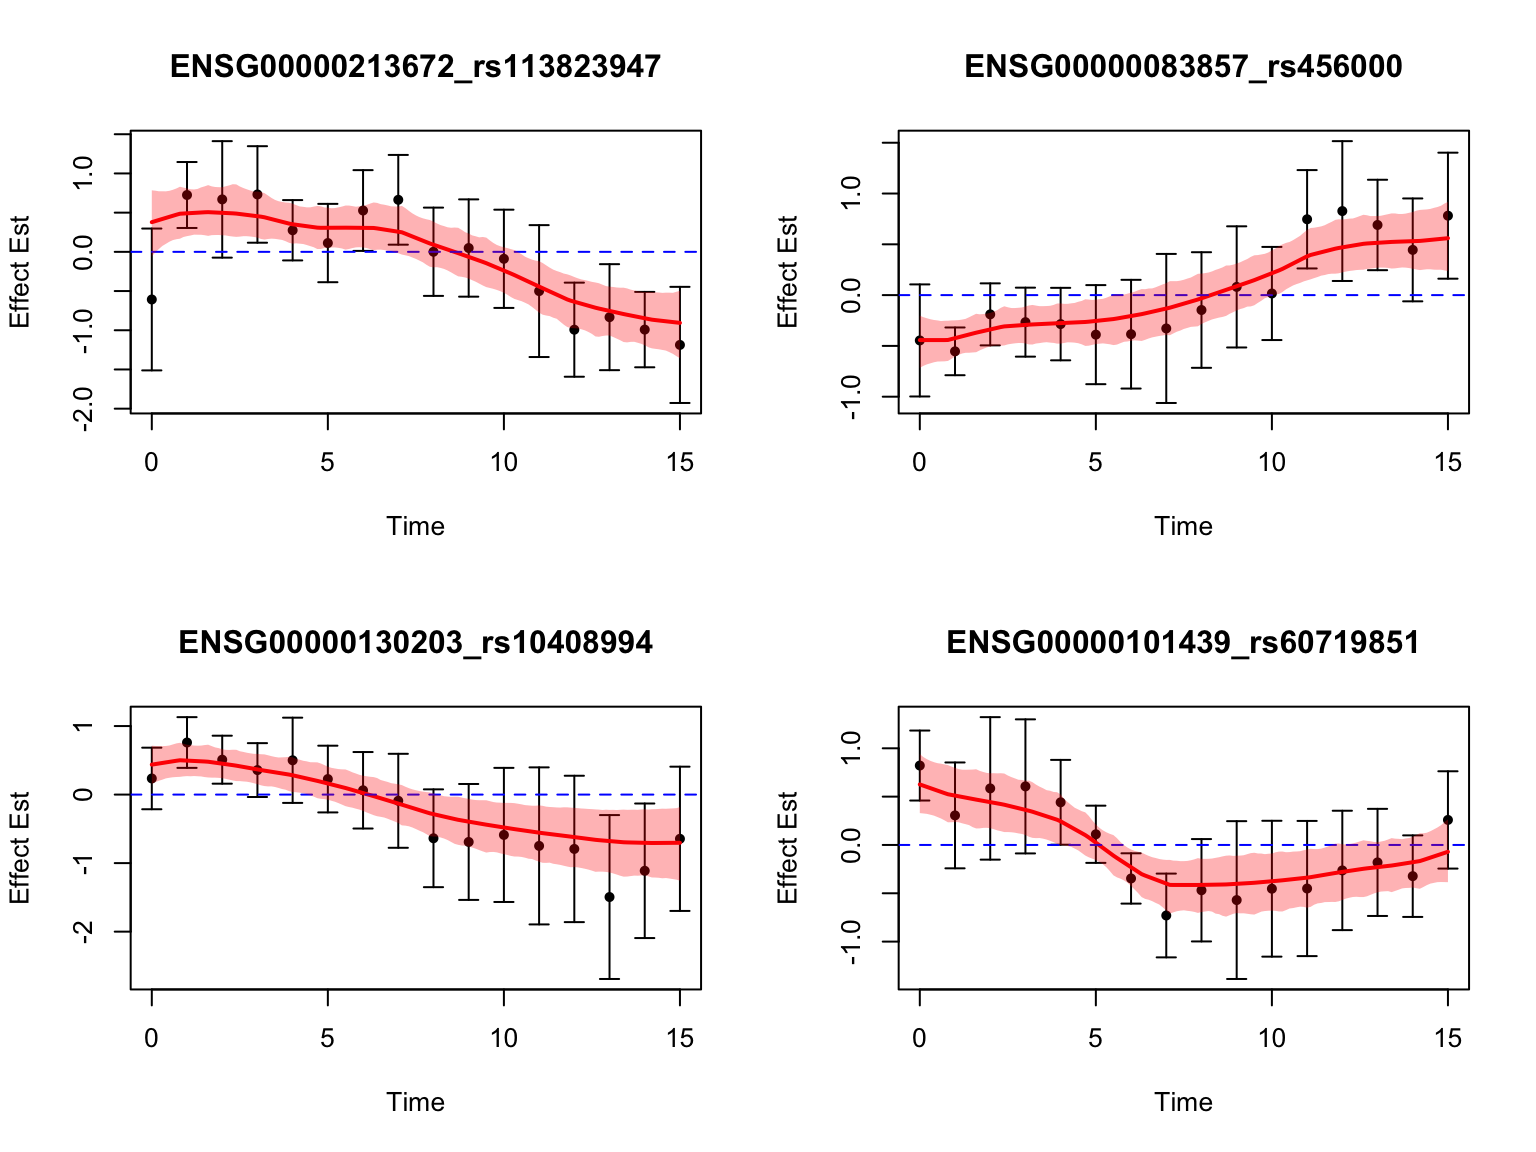 ENSG00000213672_rs113823947
Effect Est
1.0
0.0
-1.0
-2.0
0 5 10 15
Time
ENSG00000083857_rs456000
Effect Est
1.0
0.0
-1.0
0 5 10 15
Time
ENSG00000130203_rs10408994
Effect Est
1
0
-1
-2
0 5 10 15
Time
ENSG00000101439_rs60719851
Effect Est
1.0
0.0
-1.0
0 5 10 15
Time